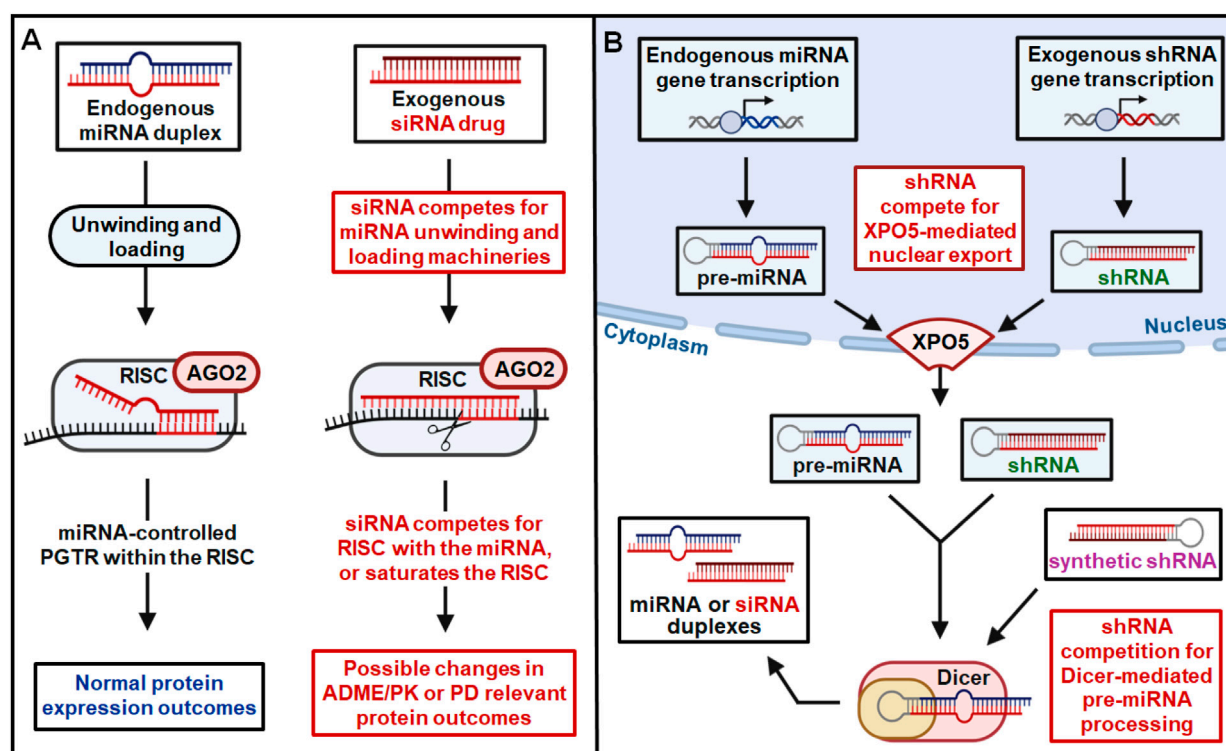 A
Endogenous
miRNA duplex
Unwinding and
loading
RISC
AGO2
miRNA-controlled
PGTR within the RISC
Normal protein
expression outcomes
Exogenous
siRNA drug
siRNA competes for
miRNA unwinding and
loading machineries
RISC
AGO2
siRNA competes for
RISC with the miRNA,
or saturates the RISC
Possible changes in
ADME/PK or PD relevant
protein outcomes
B
Endogenous miRNA
gene transcription
Exogenous shRNA
gene transcription
shRNA
compete for
XPO5-mediated
nuclear export
pre-miRNA
shRNA
Cytoplasm
XPO5
Nucleus
pre-miRNA
shRNA
miRNA or siRNA
duplexes
synthetic shRNA
Dicer
shRNA
competition for
Dicer-mediated
pre-miRNA
processing